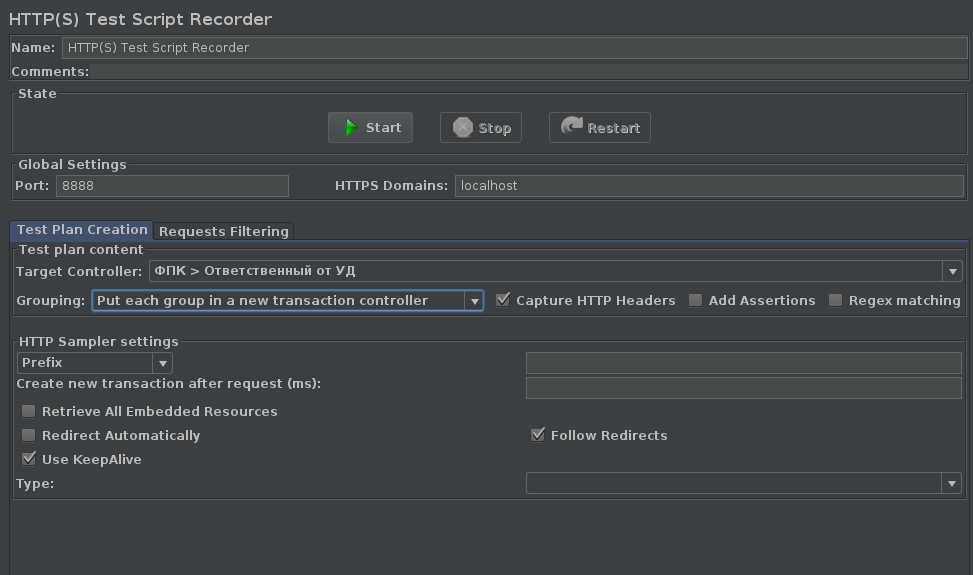 HTTP(S) Test Script Recorder
Name: HTTP(S) Test Script Recorder
Comments:
State
Start Stop Restart
Global Settings
Port: 8888 HTTPS Domains: localhost
Test Plan Creation Requests Filtering
Test plan content
Target Controller: ФПК > Ответственный от УД
Grouping: Put each group in a new transaction controller Capture HTTP Headers Add Assertions Regex matching
HTTP Sampler settings
Prefix
Create new transaction after request (ms):
Retrieve All Embedded Resources
Redirect Automatically Follow Redirects
Use KeepAlive
Type: